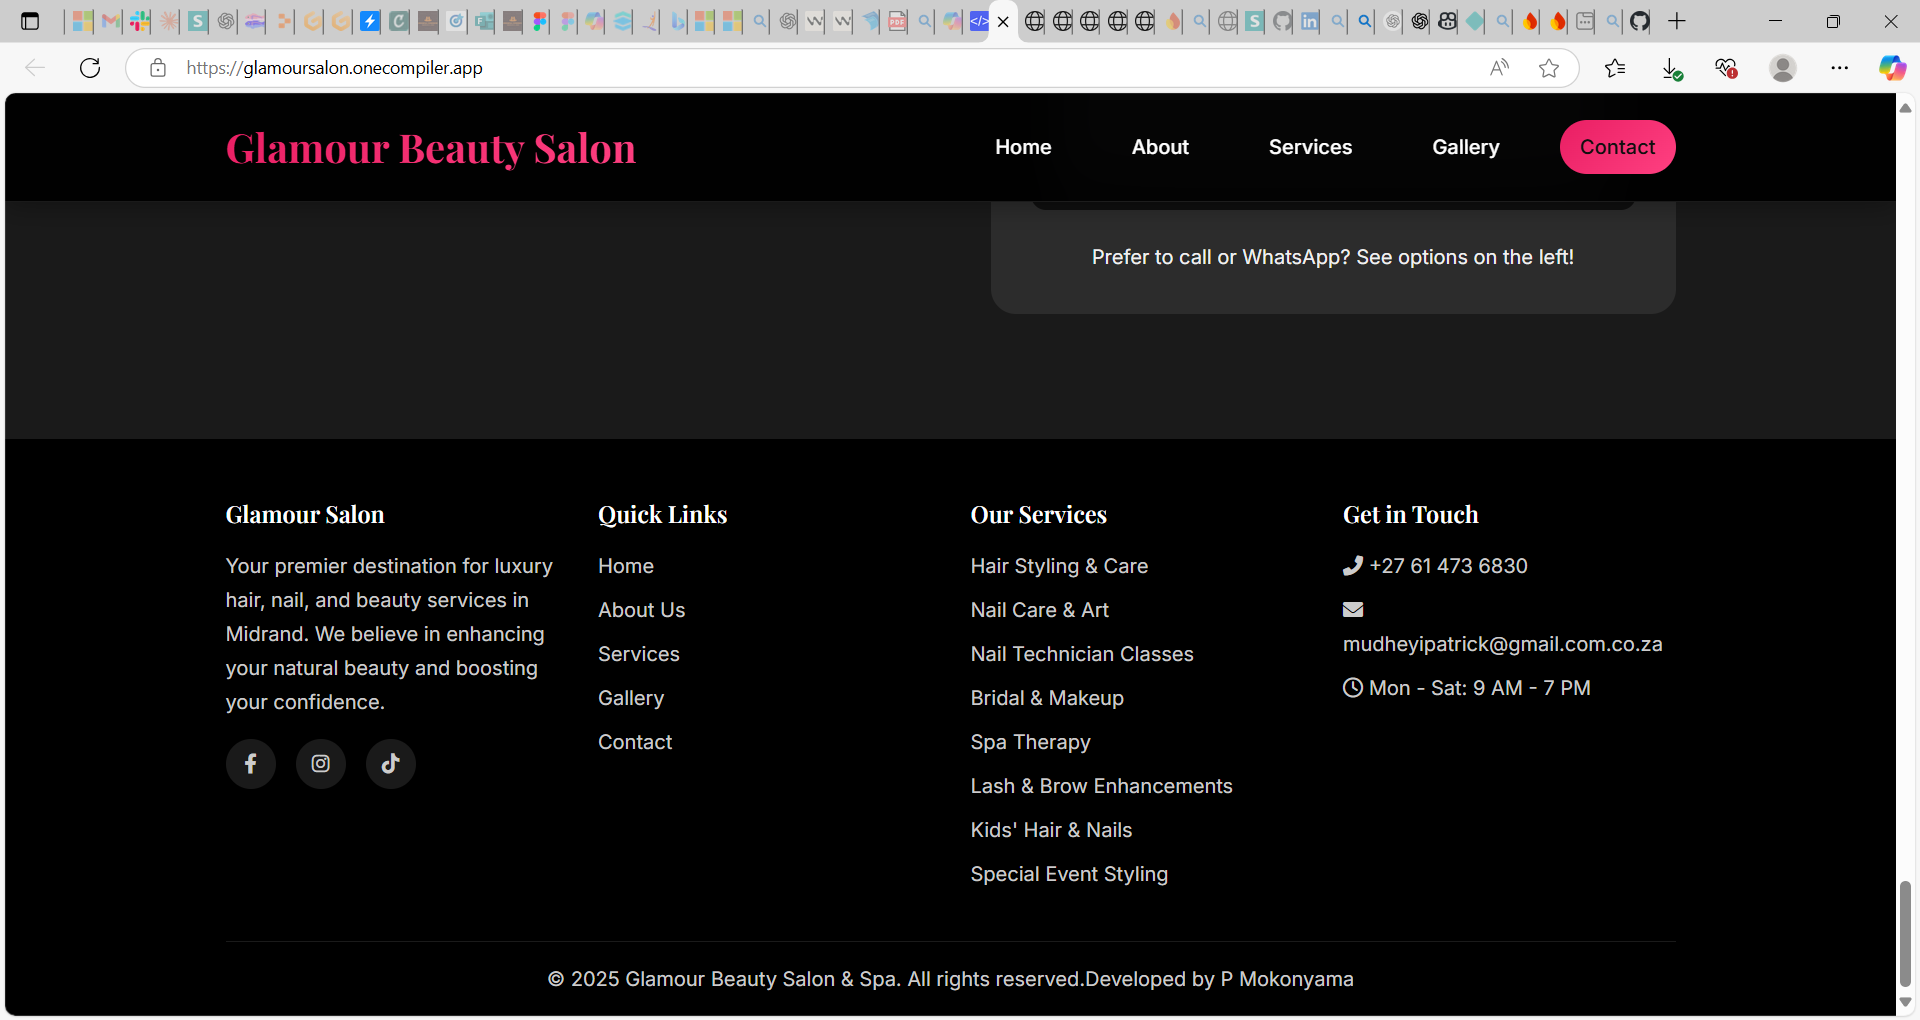 https://glamoursalon.onecompiler.app
Glamour Beauty Salon
Home
About
Services
Gallery
Contact
Prefer to call or WhatsApp? See options on the left!
Glamour Salon
Your premier destination for luxury
hair, nail, and beauty services in
Midrand. We believe in enhancing
your natural beauty and boosting
your confidence.
Quick Links
Home
About Us
Services
Gallery
Contact
Our Services
Hair Styling & Care
Nail Care & Art
Nail Technician Classes
Bridal & Makeup
Spa Therapy
Lash & Brow Enhancements
Kids' Hair & Nails
Special Event Styling
Get in Touch
+27 61 473 6830
mudheyipatrick@gmail.com.co.za
Mon - Sat: 9 AM - 7 PM
© 2025 Glamour Beauty Salon & Spa. All rights reserved.Developed by P Mokonyama